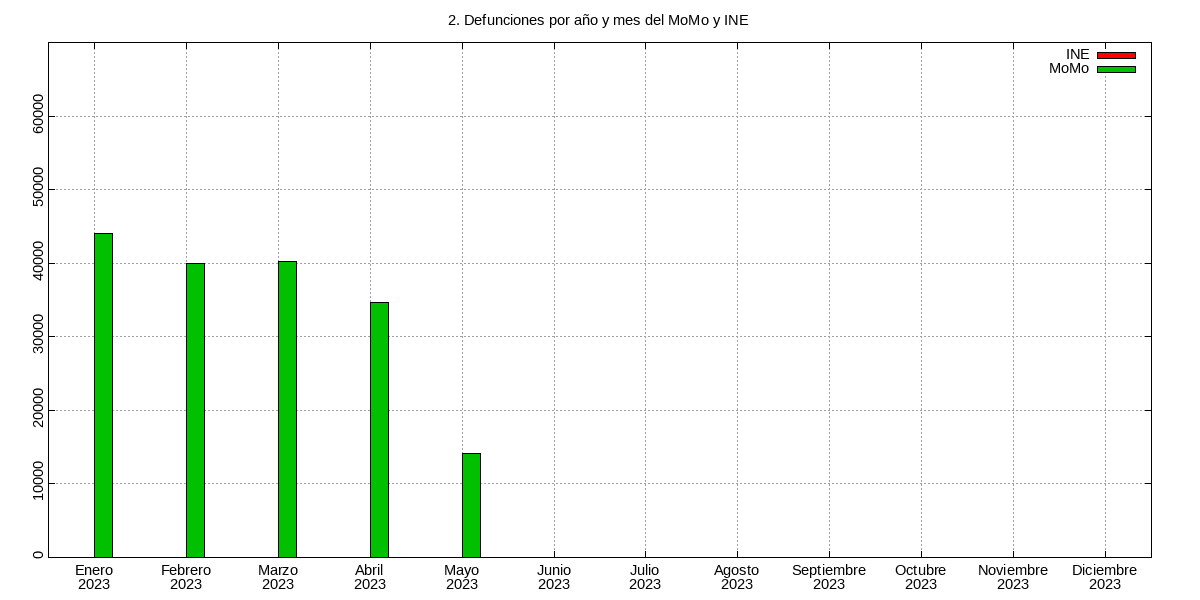 2. Defunciones por año y mes del MoMo y INE
INE
MoMo
60000
50000
40000
30000
20000
10000
0
Enero Febrero Marzo Abril Mayo Junio Julio Agosto Septiembre Octubre Noviembre Diciembre
2023 2023 2023 2023 2023 2023 2023 2023 2023 2023 2023 2023